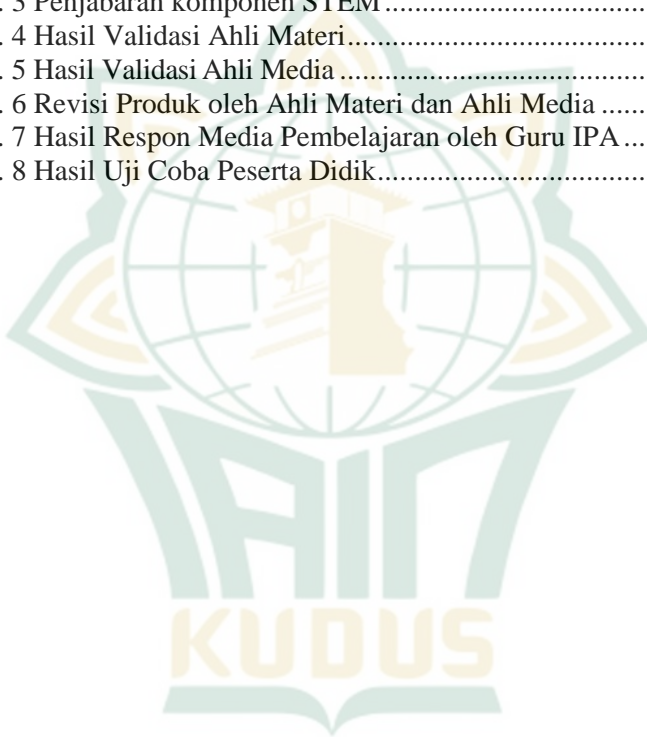 . 3 Penjabaran komponen STEM.......................................
. 4 Hasil Validasi Ahli Materi............................................
. 5 Hasil Validasi Ahli Media .............................................
. 6 Revisi Produk oleh Ahli Materi dan Ahli Media .......
. 7 Hasil Respon Media Pembelajaran oleh Guru IPA ...
. 8 Hasil Uji Coba Peserta Didik.......................................
IAIN
KUDUS